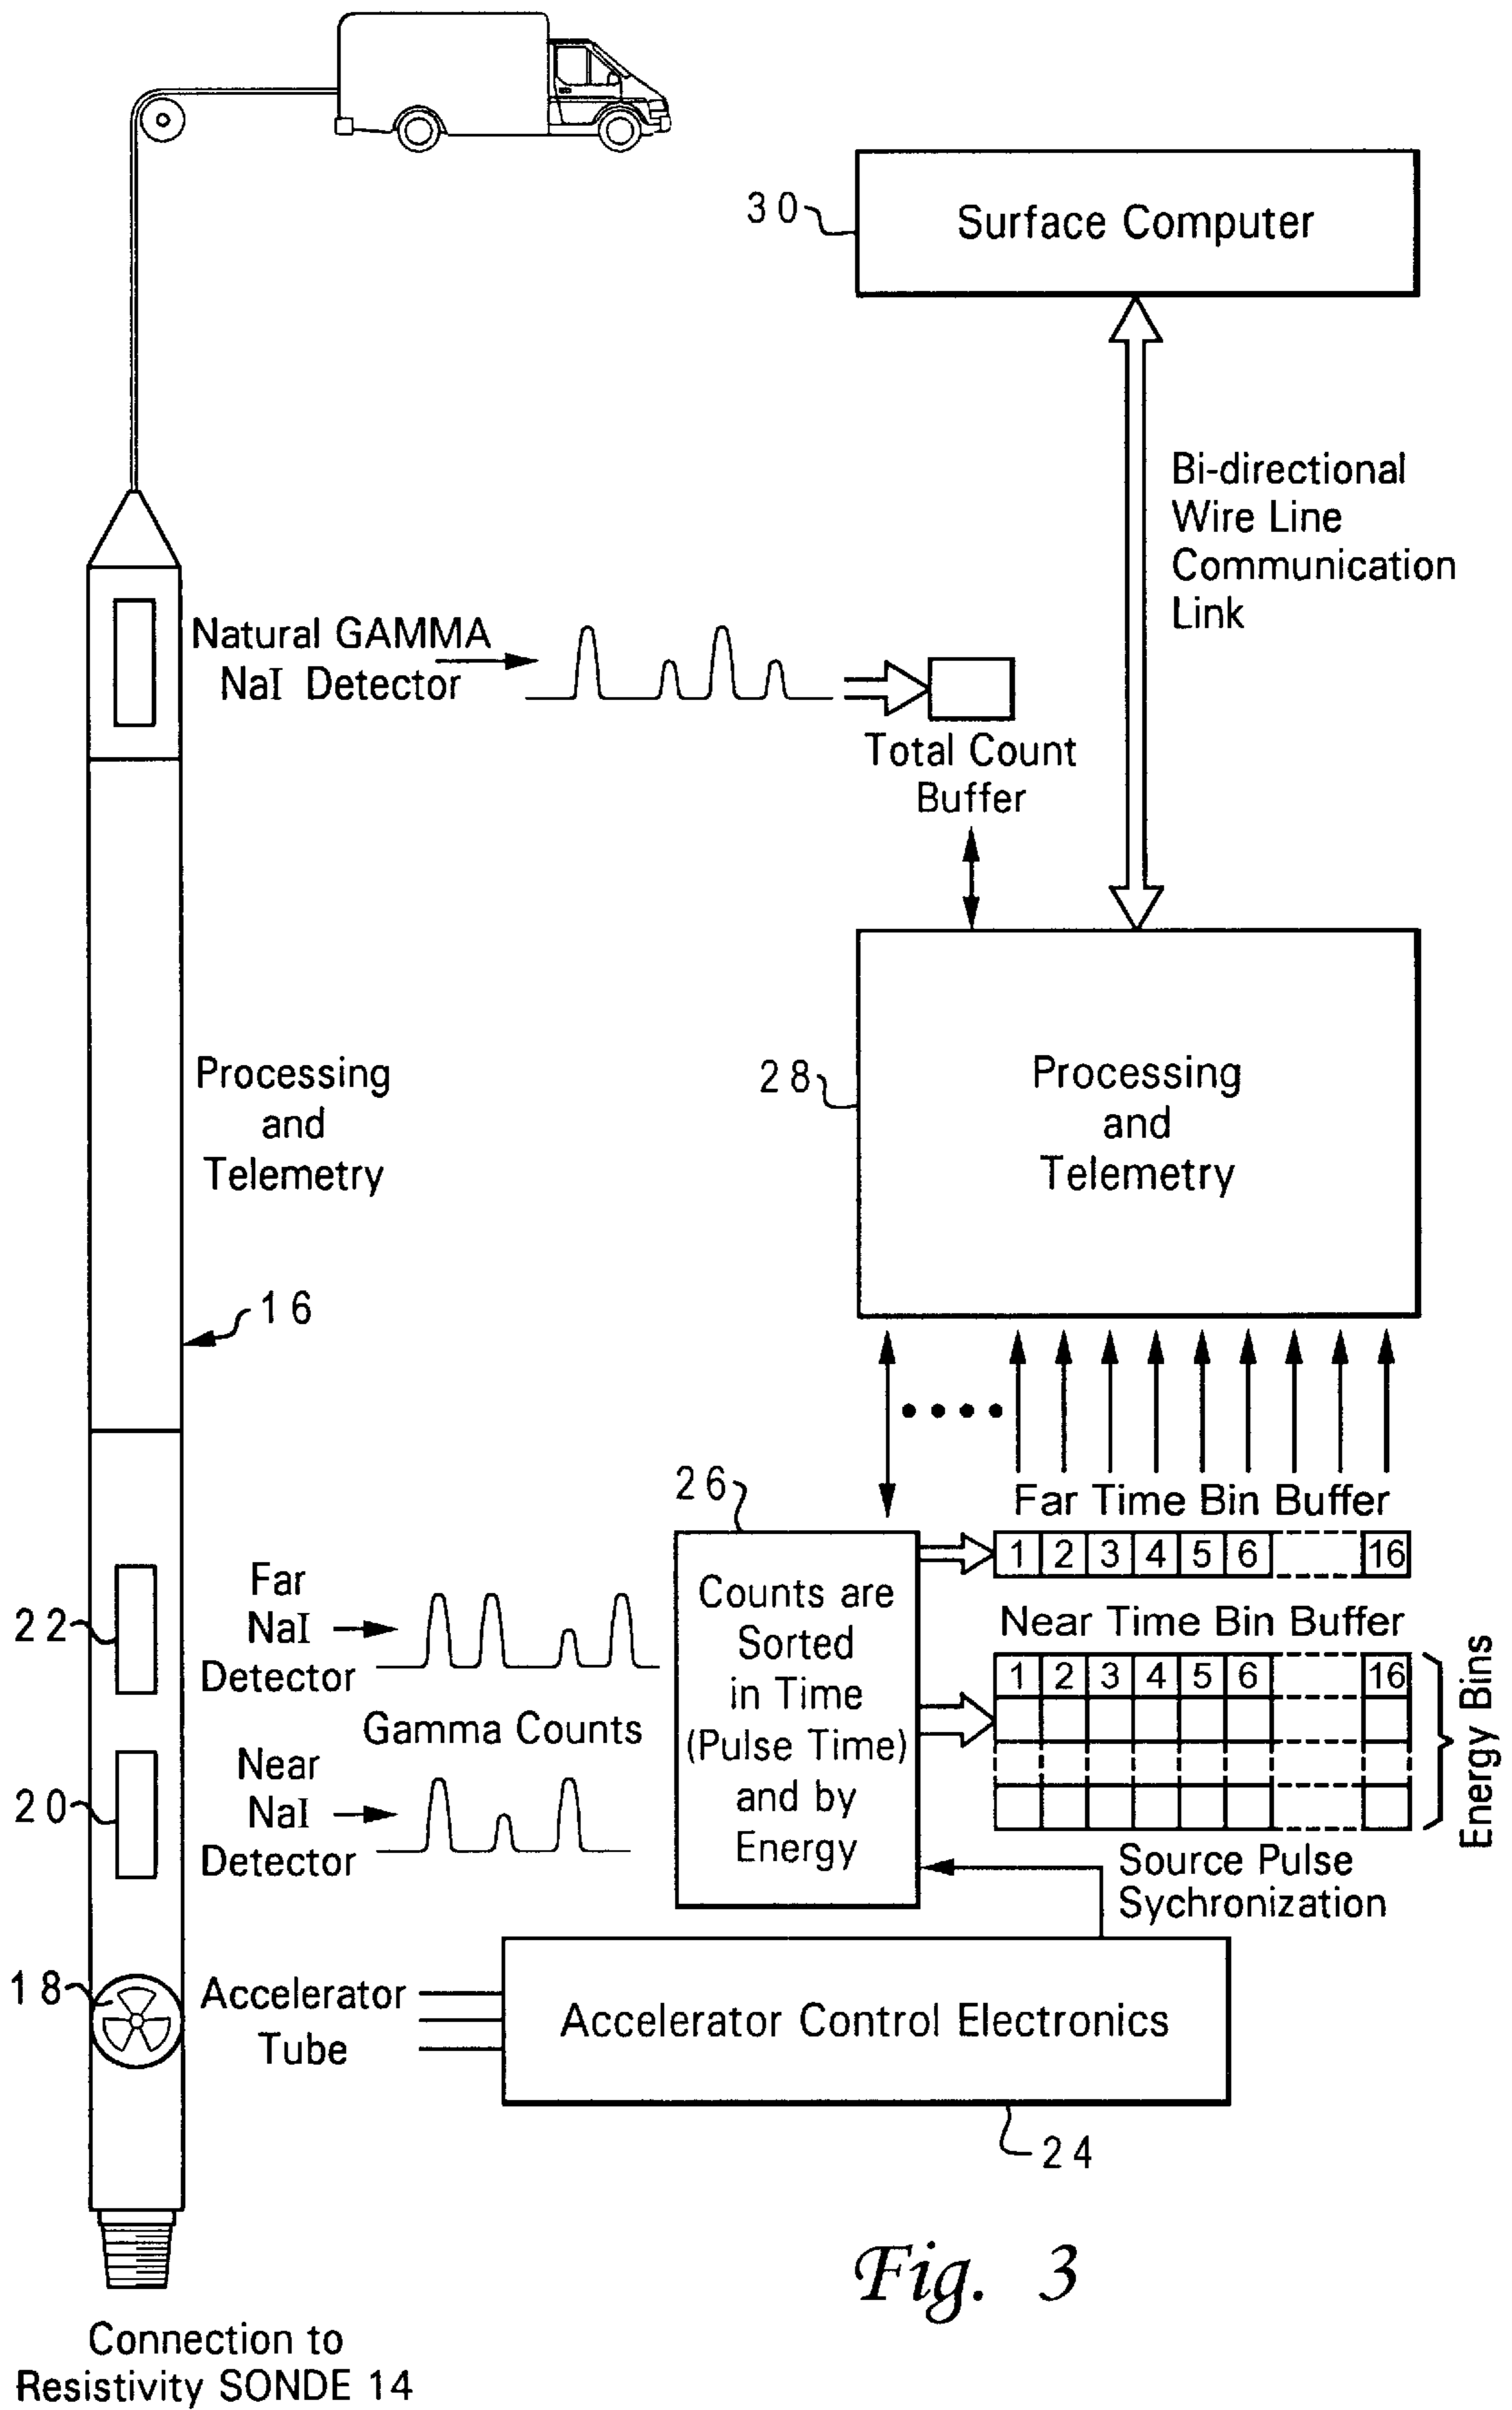 30
Surface Computer
Bi-directional
Wire Line
Communication
Link
Natural GAMMA
NaI Detector
Total Count
Buffer
Processing
and
Telemetry
28
Processing
and
Telemetry
16
26
Far Time Bin Buffer
1 2 3 4 5 6 16
Counts are
Sorted
in Time
(Pulse Time)
and by
Energy
Near Time Bin Buffer
1 2 3 4 5 6 16
Energy Bins
22
Far
NaI
Detector
Gamma Counts
20
Near
NaI
Detector
Source Pulse
Sychronization
18
Accelerator
Tube
Accelerator Control Electronics
24
Fig. 3
Connection to
Resistivity SONDE 14